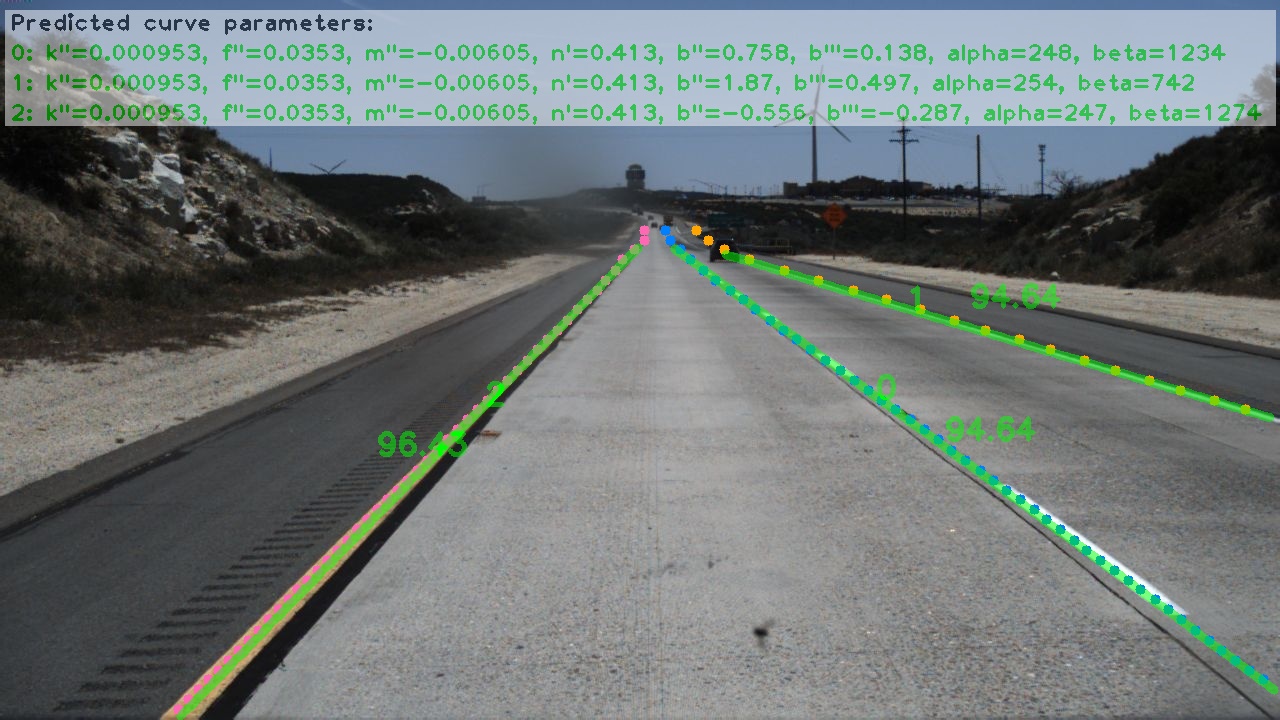 Predicted curve parameters:
0: k''=0.000953, f''=0.0353, m''=−0.00605, n'=0.413, b''=0.758, b'''=0.138, alpha=248, beta=1234
1: k''=0.000953, f''=0.0353, m''=−0.00605, n'=0.413, b''=1.87, b'''=0.497, alpha=254, beta=742
2: k''=0.000953, f''=0.0353, m''=−0.00605, n'=0.413, b''=−0.556, b'''=−0.287, alpha=247, beta=1274
1 94.64
2 0
96.46 94.64